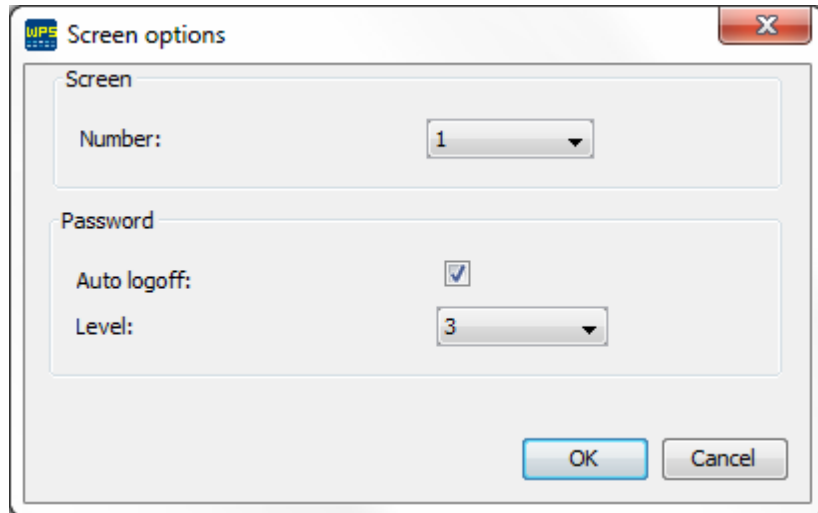 WPS
Screen options
Screen
Number:
1
Password
Auto logoff:
Level:
3
OK
Cancel